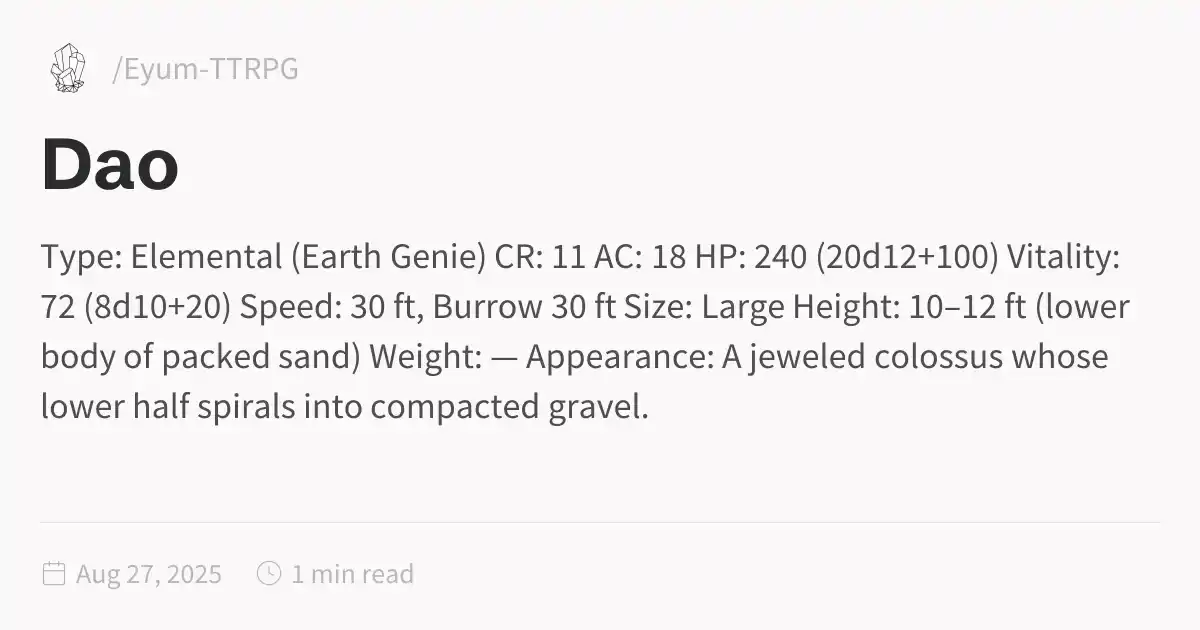 /Eyum-TTRPG
Dao
Type: Elemental (Earth Genie) CR: 11 AC: 18 HP: 240 (20d12+100) Vitality:
72 (8d10+20) Speed: 30 ft, Burrow 30 ft Size: Large Height: 10–12 ft (lower
body of packed sand) Weight: — Appearance: A jeweled colossus whose
lower half spirals into compacted gravel.
Aug 27, 2025 1 min read